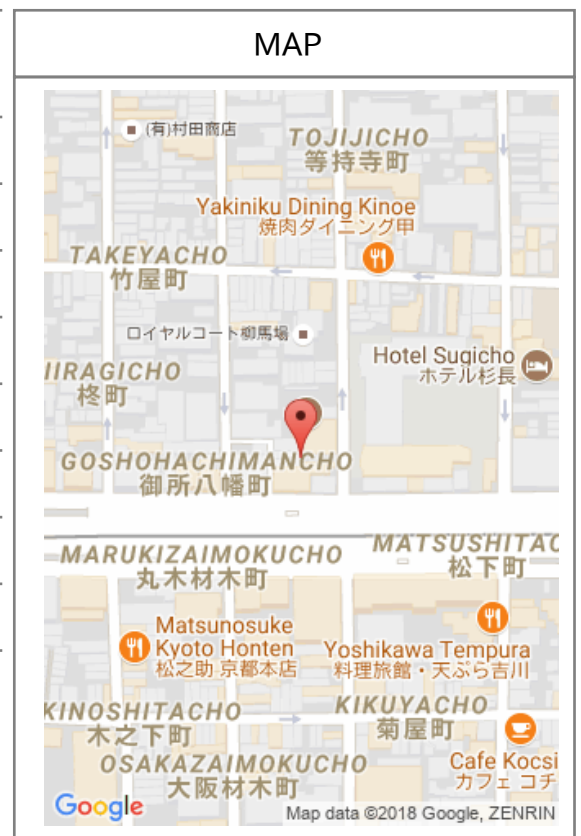 MAP
(有)村田商店
TOJIJICHO
等持寺町
Yakiniku Dining Kinoe
焼肉ダイニング甲
TAKEYACHO
竹屋町
ロイヤルコート柳馬場
Hotel Sugicho
ホテル杉長
IIRAGICHO
柊町
GOSHOHACHIMANCHO
御所八幡町
MATSUSHITAC
松下町
MARUKIZAIMOKUCHO
丸木材木町
Matsunosuke
Kyoto Honten
松之助 京都本店
Yoshikawa Tempura
料理旅館・天ぷら吉川
KINOSHITACHO
木之下町
KIKUYACHO
菊屋町
OSAKAZAIMOKUCHO
大阪材木町
Cafe Kocsi
カフェ コチ
Google
Map data ©2018 Google, ZENRIN